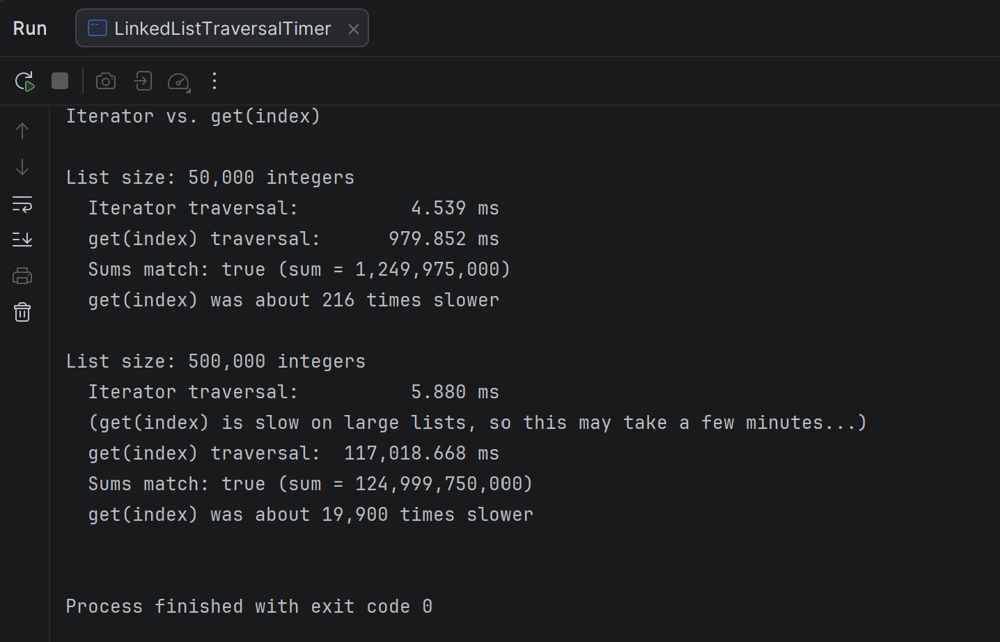 Run
LinkedListTraversalTimer
Iterator vs. get(index)
List size: 50,000 integers
Iterator traversal: 4.539 ms
get(index) traversal: 979.852 ms
Sums match: true (sum = 1,249,975,000)
get(index) was about 216 times slower
List size: 500,000 integers
Iterator traversal: 5.880 ms
(get(index) is slow on large lists, so this may take a few minutes...)
get(index) traversal: 117,018.668 ms
Sums match: true (sum = 124,999,750,000)
get(index) was about 19,900 times slower
Process finished with exit code 0